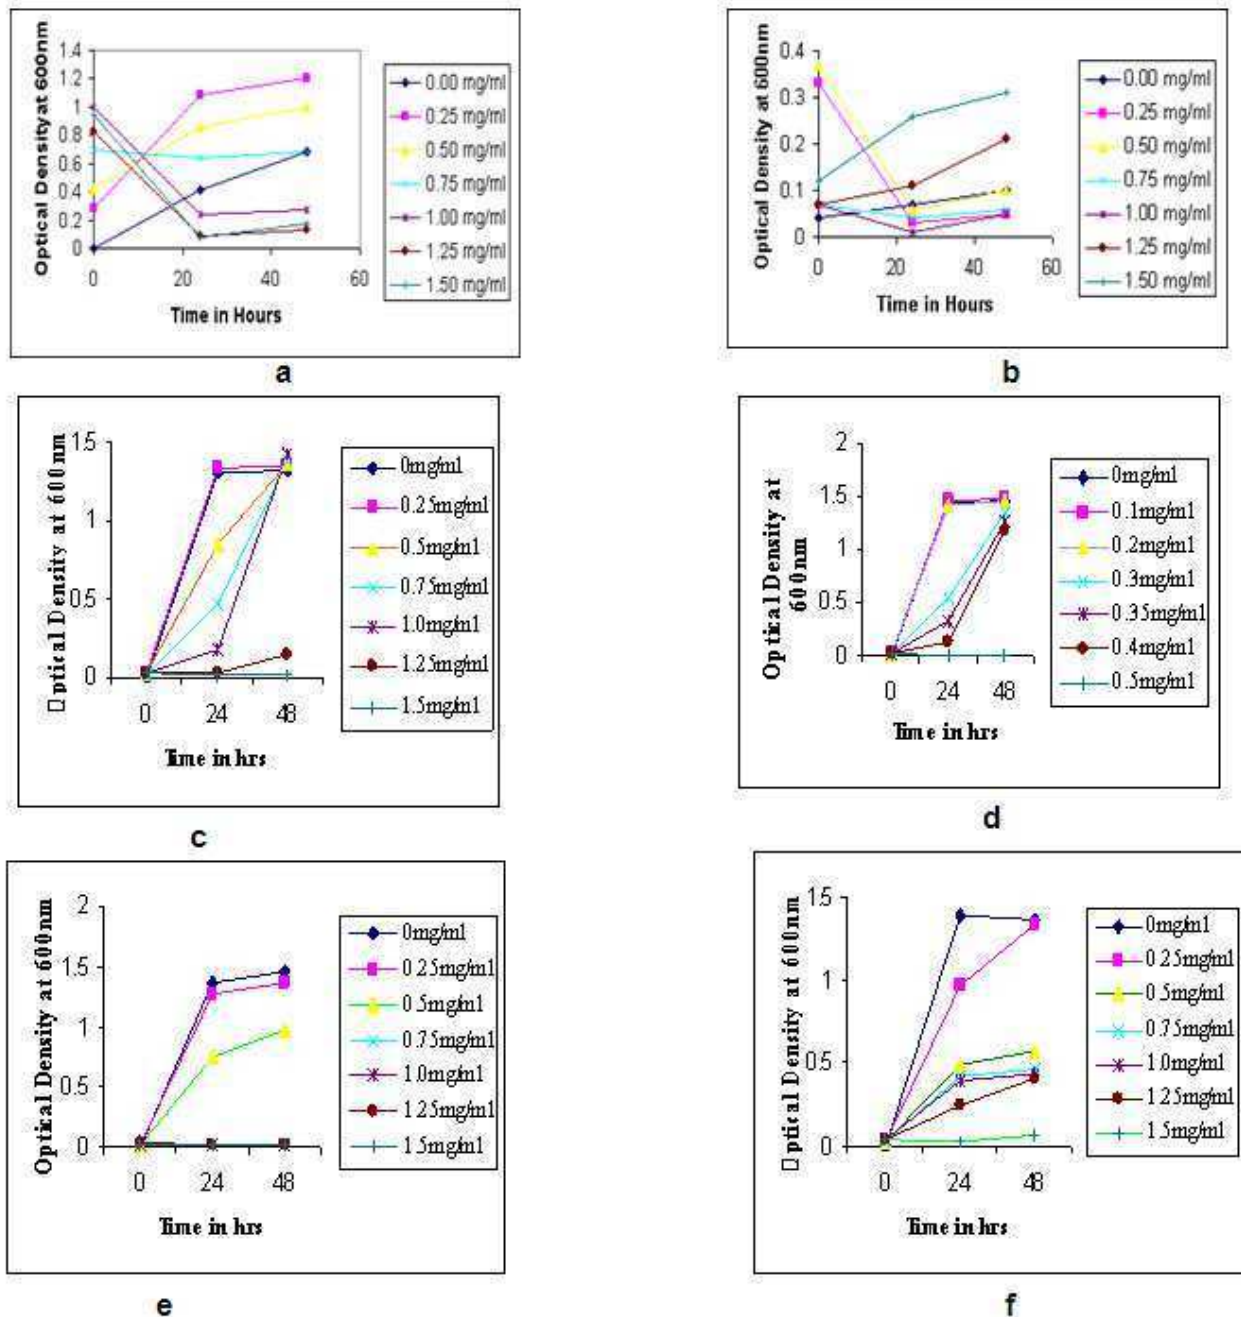 Optical Density at 600nm
1.4
1.2
1
0.8
0.6
0.4
0.2
0
0 20 40 60
Time in Hours
0.00 mg/ml
0.25 mg/ml
0.50 mg/ml
0.75 mg/ml
1.00 mg/ml
1.25 mg/ml
1.50 mg/ml
a
Optical Density at 600nm
0.4
0.3
0.2
0.1
0
0 20 40 60
Time in Hours
0.00 mg/ml
0.25 mg/ml
0.50 mg/ml
0.75 mg/ml
1.00 mg/ml
1.25 mg/ml
1.50 mg/ml
b
▯ptical Density at 600nm
1.5
1
0.5
0
0 24 48
Time in hrs
0mg/ml
0.25mg/ml
0.5mg/ml
0.75mg/ml
1.0mg/ml
1.25mg/ml
1.5mg/ml
c
Optical Density at
600nm
2
1.5
1
0.5
0
0 24 48
Time in hrs
0mg/ml
0.1mg/ml
0.2mg/ml
0.3mg/ml
0.35mg/ml
0.4mg/ml
0.5mg/ml
d
Optical Density at 600nm
2
1.5
1
0.5
0
0 24 48
Time in hrs
0mg/ml
0.25mg/ml
0.5mg/ml
0.75mg/ml
1.0mg/ml
1.25mg/ml
1.5mg/ml
e
▯ptical Density at 600nm
1.5
1
0.5
0
0 24 48
Time in hrs
0mg/ml
0.25mg/ml
0.5mg/ml
0.75mg/ml
1.0mg/ml
1.25mg/ml
1.5mg/ml
f